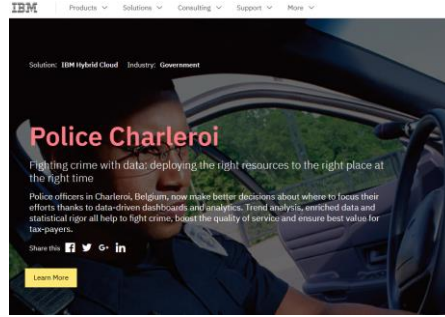 IBM Products Solutions Consulting Support More
Solution: IBM Hybrid Cloud Industry: Government
Police Charleroi
Fighting crime with data: deploying the right resources to the right place at
the right time
Police officers in Charleroi, Belgium, now make better decisions about where to focus their
efforts thanks to data-driven dashboards and analytics. Trend analysis, enriched data and
statistical rigor all help to fight crime, boost the quality of service and ensure best value for
tax-payers.
Share this f G+ in
Learn More